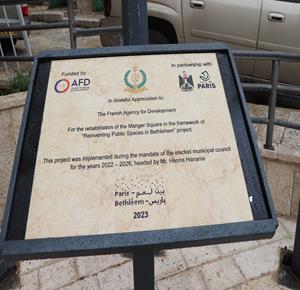 Funded by
In partnership with
AFD
PARIS
In Grateful Appreciation to:
The French Agency for Development
For the rehabilitation of the Manger Square in the framework of
"Reinventing Public Spaces in Bethlehem" project
This project was implemented during the mandate of the elected municipal council
for the years 2022 – 2026, headed by Mr. Hanna Hanania
بيت لحم - Paris
باريس - Bethléem
2023